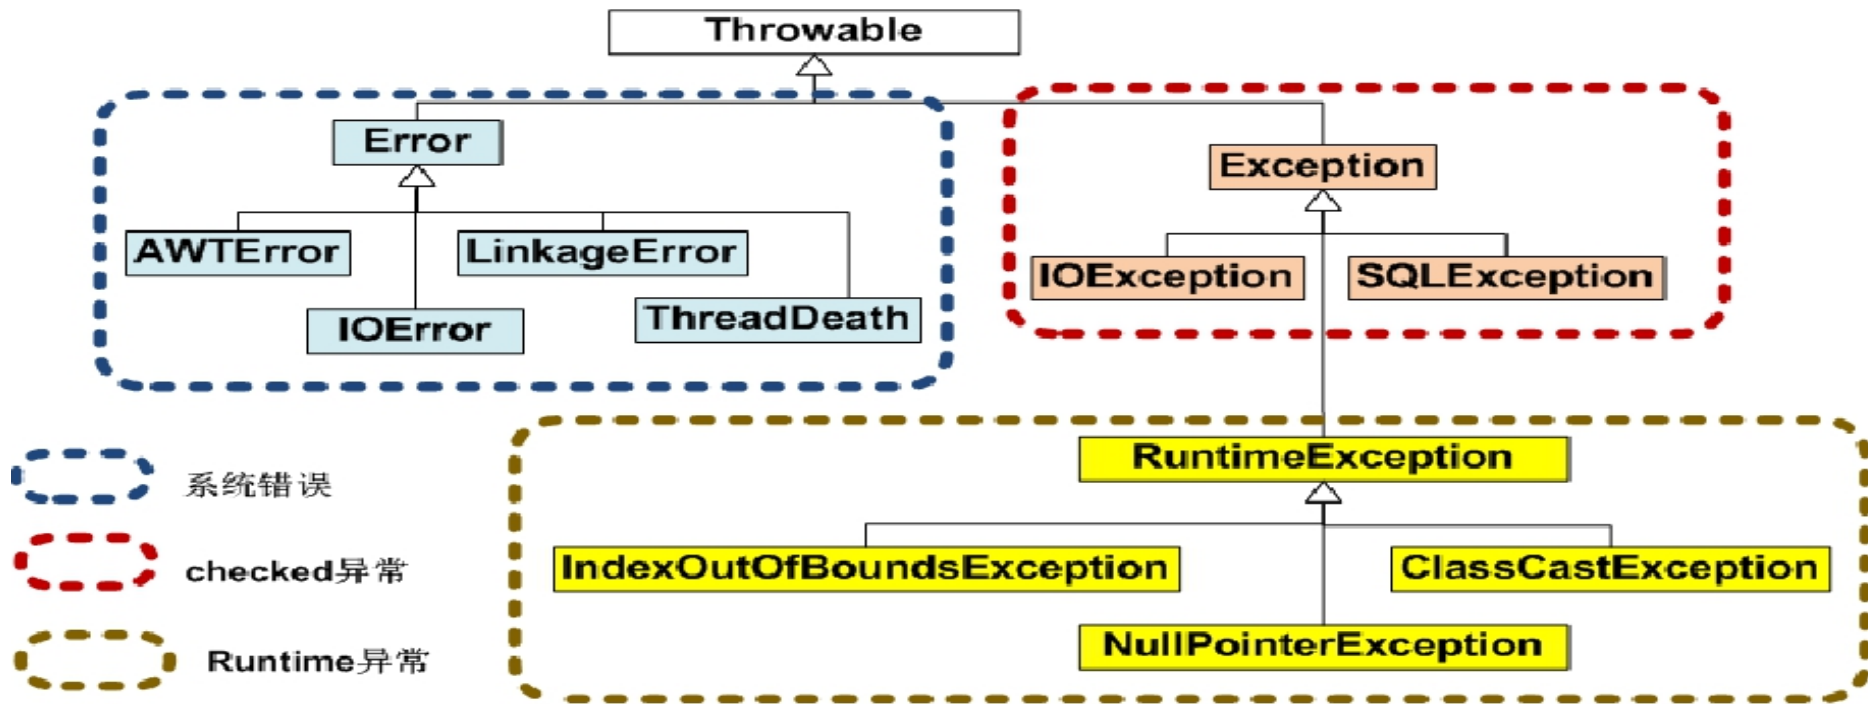 Throwable
Error
Exception
AWTError
LinkageError
IOException
SQLException
IOError
ThreadDeath
系统错误
checked异常
Runtime异常
RuntimeException
IndexOutOfBoundsException
ClassCastException
NullPointerException